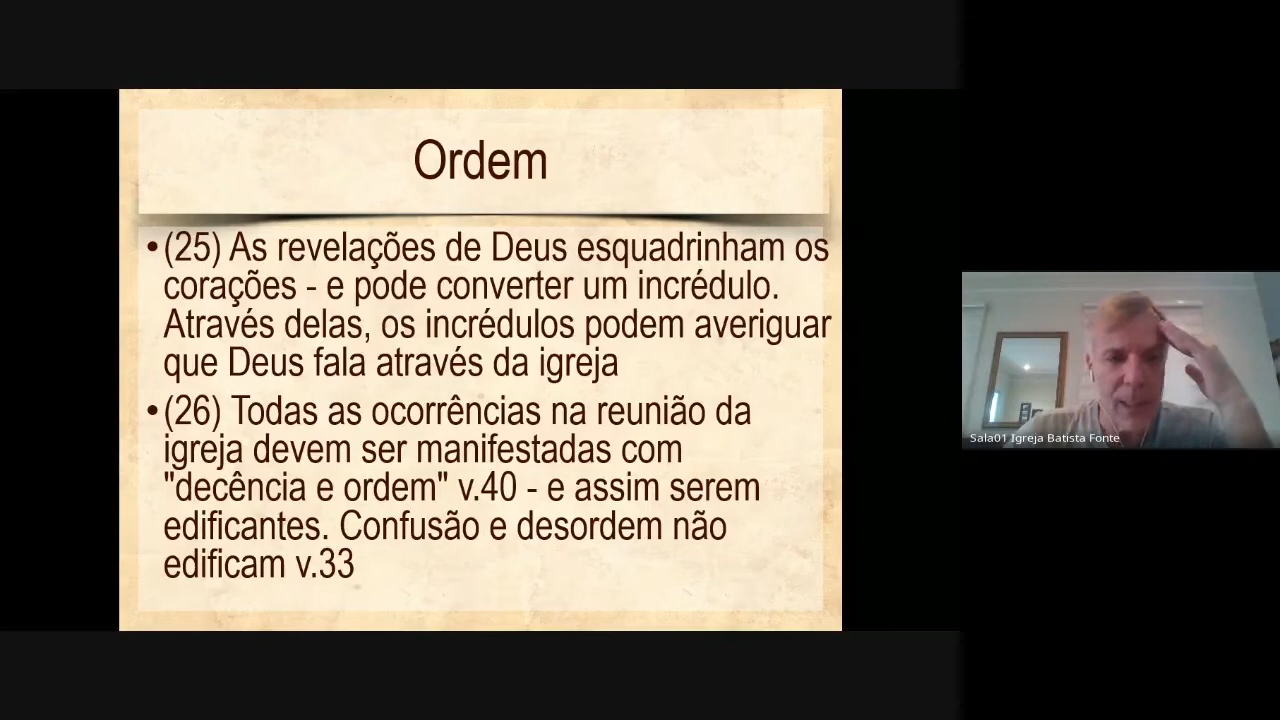 Ordem
•(25) As revelações de Deus esquadrinham os
corações - e pode converter um incrédulo.
Através delas, os incrédulos podem averiguar
que Deus fala através da igreja
•(26) Todas as ocorrências na reunião da
igreja devem ser manifestadas com
"decência e ordem" v.40 - e assim serem
edificantes. Confusão e desordem não
edificam v.33
Sala01 Igreja Batista Fonte